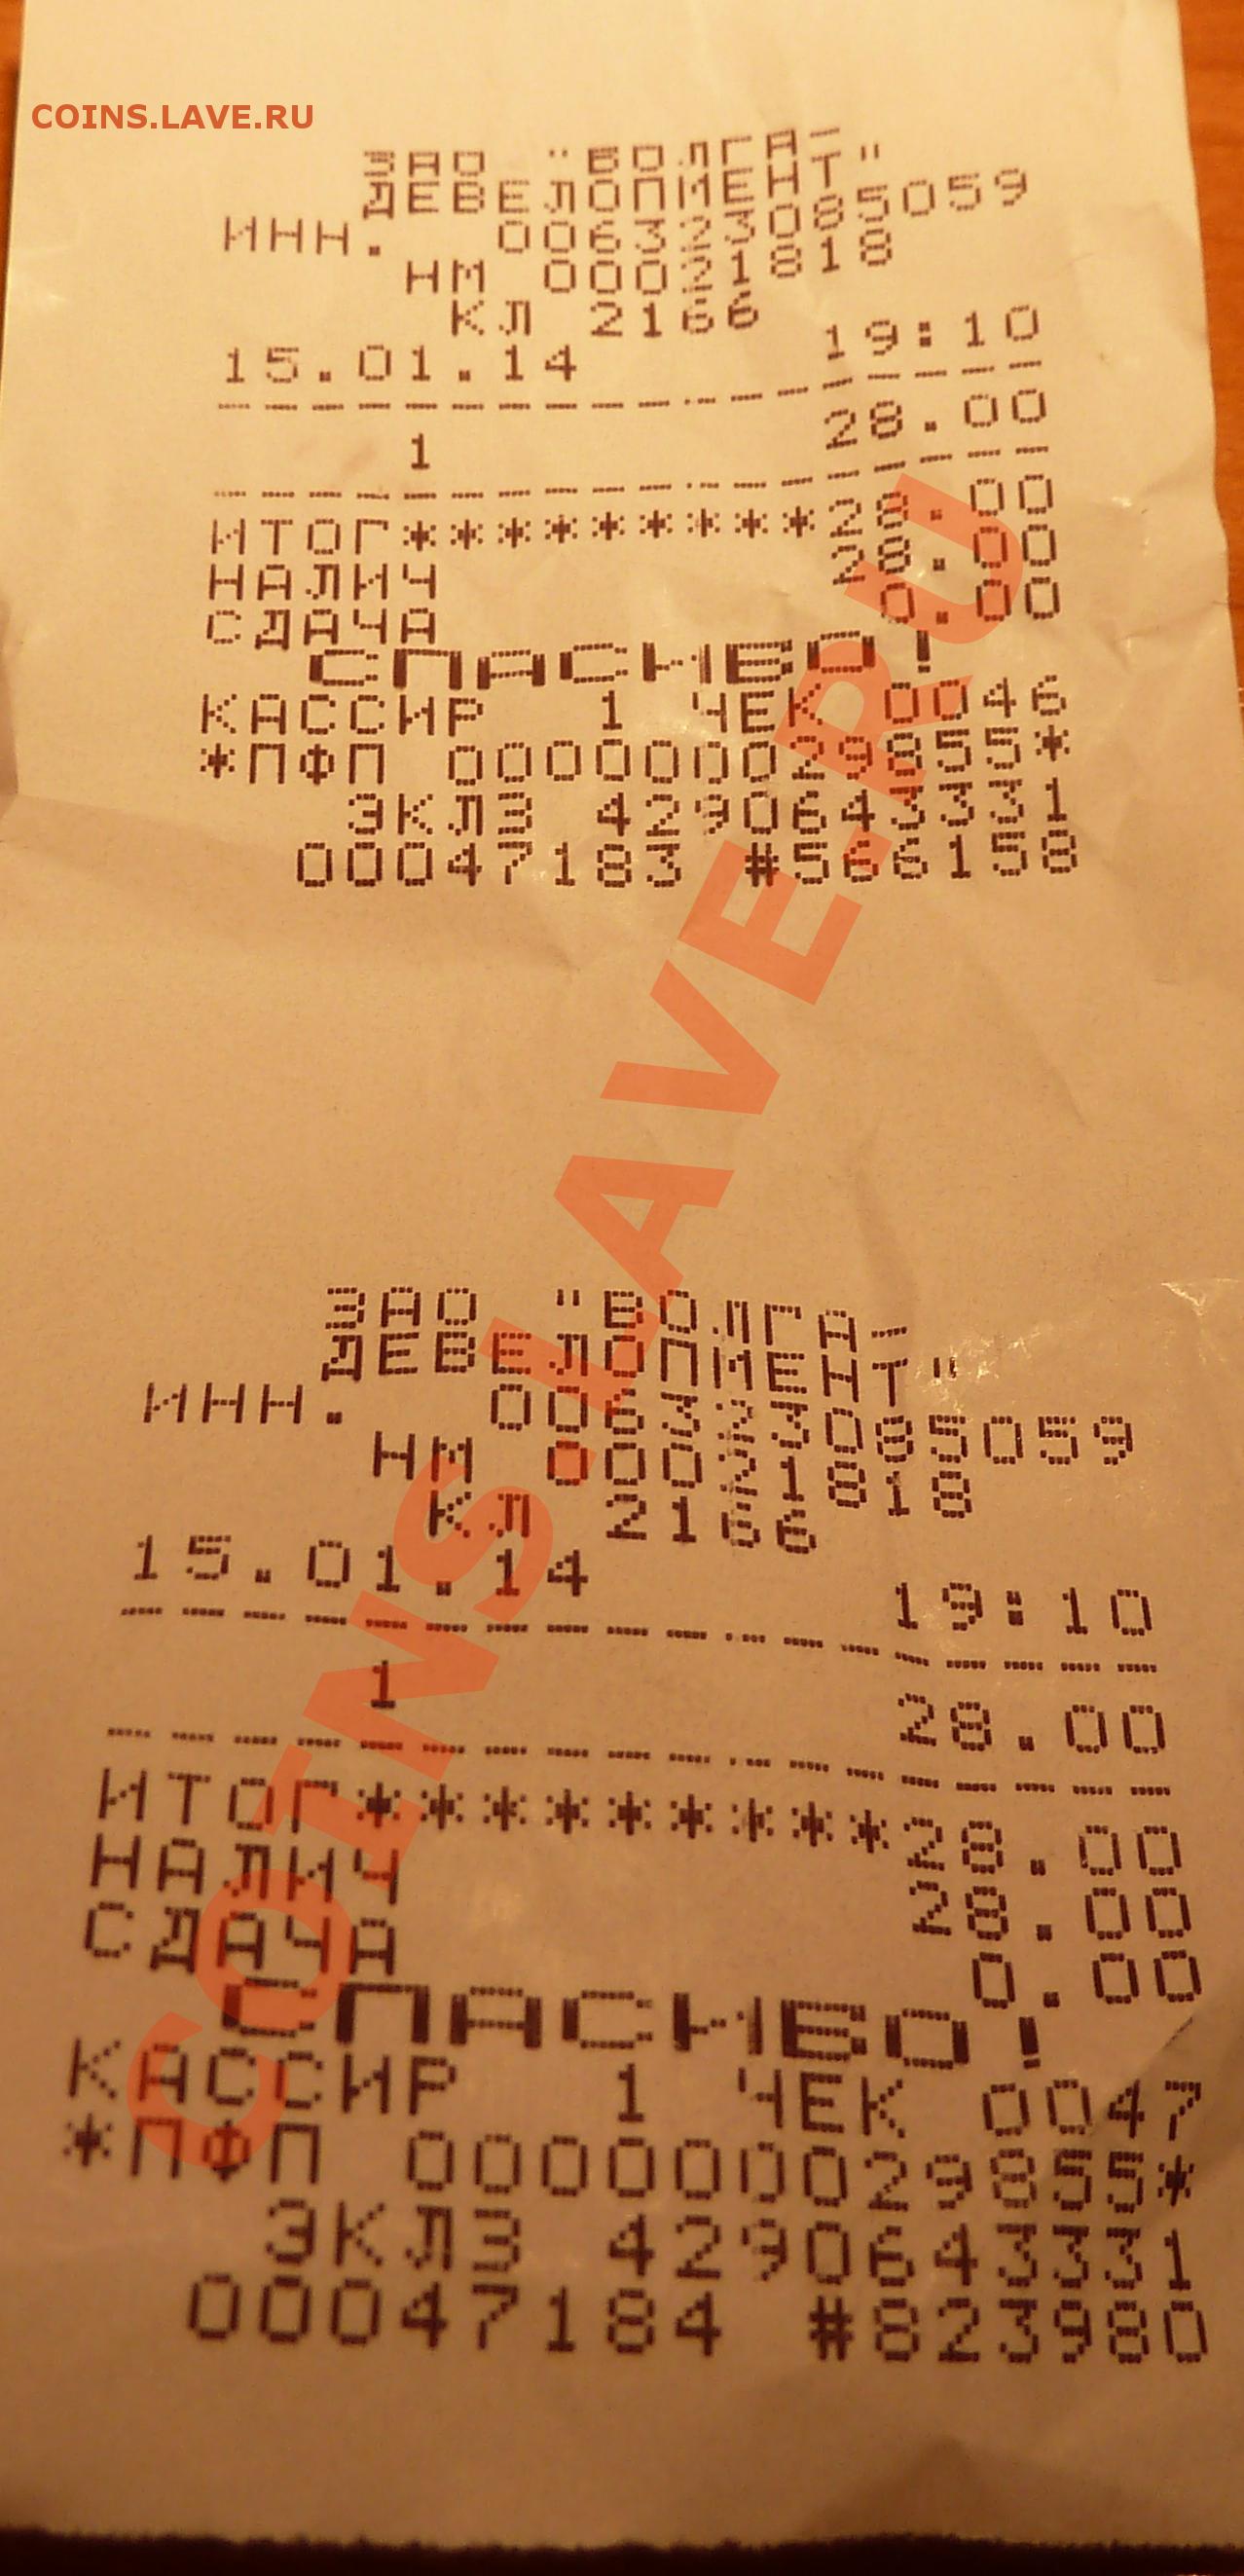 COINS.LAVE.RU
ЗАО "ВОЛГА-
ДЕВЕЛОПМЕНТ"
ИНН. 006323085059
НМ 00021818
КЛ 2166
15.01.14 19:10
1 28.00
ИТОГ*********28.00
НАЛИЧ 28.00
СДАЧА 0.00
СПАСИБО!
КАССИР 1 ЧЕК 0046
*ПФП 000000029855*
ЭКЛЗ 4290643331
00047183 #566158
COINS.LAVE.RU
ЗАО "ВОЛГА-
ДЕВЕЛОПМЕНТ"
ИНН. 006323085059
НМ 00021818
КЛ 2166
15.01.14 19:10
1 28.00
ИТОГ*********28.00
НАЛИЧ 28.00
СДАЧА 0.00
СПАСИБО!
КАССИР 1 ЧЕК 0047
*ПФП 000000029855*
ЭКЛЗ 4290643331
00047184 #823980